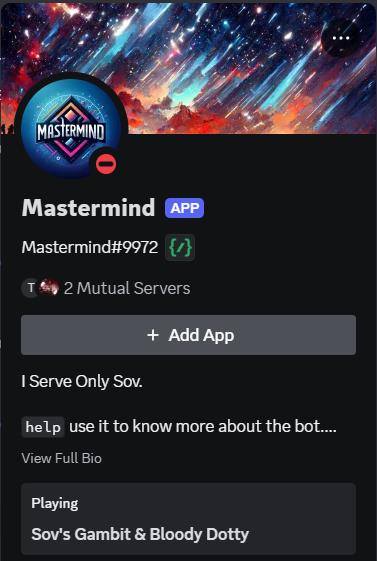 MASTERMIND
Mastermind APP
Mastermind#9972 {/}
T 2 Mutual Servers
+ Add App
I Serve Only Sov.
help use it to know more about the bot....
View Full Bio
Playing
Sov's Gambit & Bloody Dotty